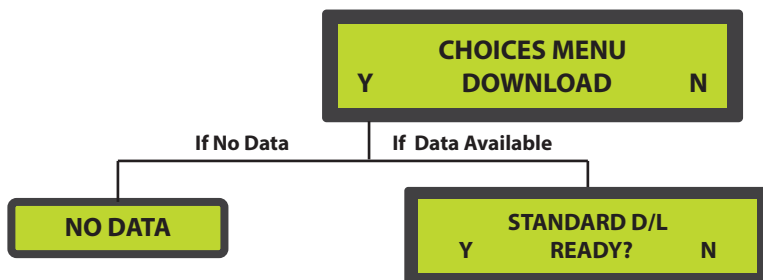 CHOICES MENU
Y DOWNLOAD N
If No Data If Data Available
NO DATA
STANDARD D/L
Y READY? N